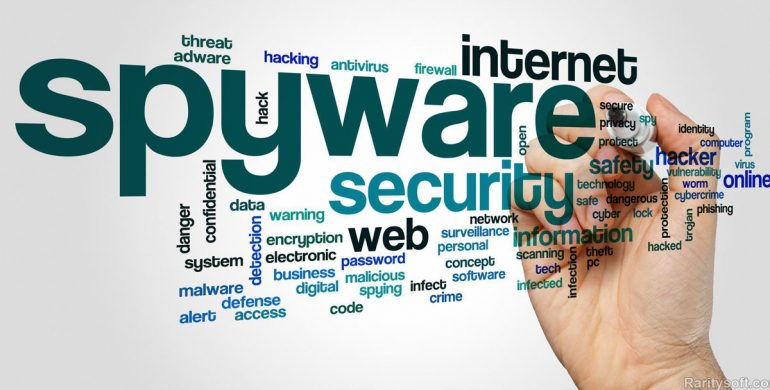 threat
adware
hacking
antivirus
firewall
internet
spyware
hack
open
secure
privacy
spy
protect
identity
computer
program
safety
hacker
virus
vulnerability
online
technology
worm
safe
dangerous
cybercrime
cyber
lock
protection
trojan
phishing
security
danger
confidential
data
detection
warning
encryption
web
network
surveillance
personal
information
hacked
system
electronic
password
concept
scanning
theft
tech
pc
infection
business
malicious
software
malware
digital
spying
infect
infected
defense
crime
alert
access
code
Raritysoft.co